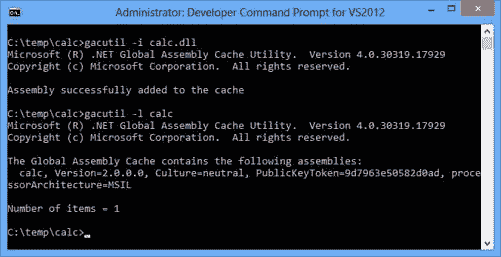 Administrator: Developer Command Prompt for VS2012
C:\temp\calc>gacutil -i calc.dll
Microsoft (R) .NET Global Assembly Cache Utility.  Version 4.0.30319.17929
Copyright (c) Microsoft Corporation.  All rights reserved.
Assembly successfully added to the cache
C:\temp\calc>gacutil -l calc
Microsoft (R) .NET Global Assembly Cache Utility.  Version 4.0.30319.17929
Copyright (c) Microsoft Corporation.  All rights reserved.
The Global Assembly Cache contains the following assemblies:
calc, Version=2.0.0.0, Culture=neutral, PublicKeyToken=9d7963e50582d0ad, proce
ssorArchitecture=MSIL
Number of items = 1
C:\temp\calc>_